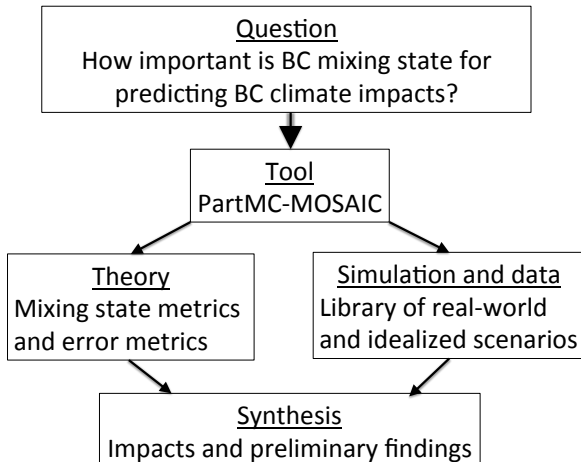 Question
How important is BC mixing state for
predicting BC climate impacts?
Tool
PartMC-MOSAIC
Theory
Mixing state metrics
and error metrics
Simulation and data
Library of real-world
and idealized scenarios
Synthesis
Impacts and preliminary findings